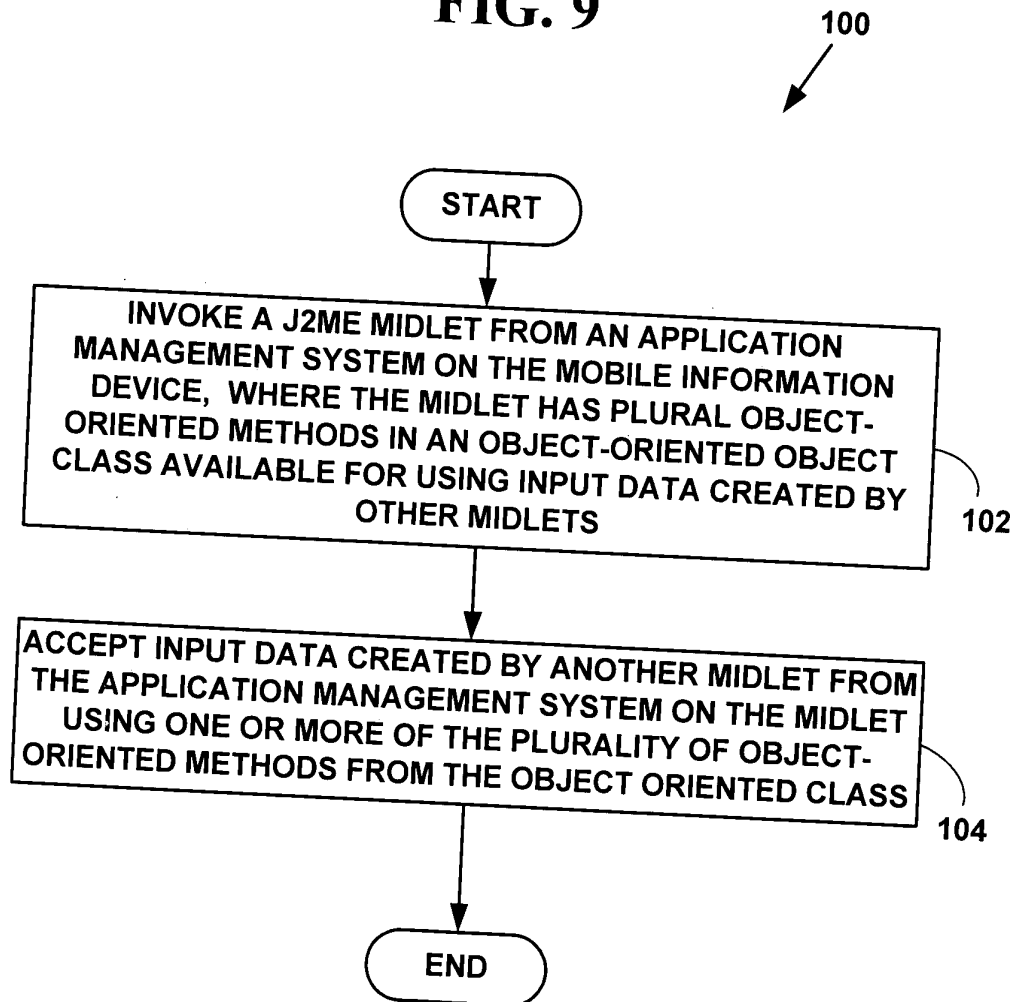 FIG. 9
100
START
INVOKE A J2ME MIDLET FROM AN APPLICATION
MANAGEMENT SYSTEM ON THE MOBILE INFORMATION
DEVICE, WHERE THE MIDLET HAS PLURAL OBJECT-
ORIENTED METHODS IN AN OBJECT-ORIENTED OBJECT
CLASS AVAILABLE FOR USING INPUT DATA CREATED BY
OTHER MIDLETS
102
ACCEPT INPUT DATA CREATED BY ANOTHER MIDLET FROM
THE APPLICATION MANAGEMENT SYSTEM ON THE MIDLET
USING ONE OR MORE OF THE PLURALITY OF OBJECT-
ORIENTED METHODS FROM THE OBJECT ORIENTED CLASS
104
END